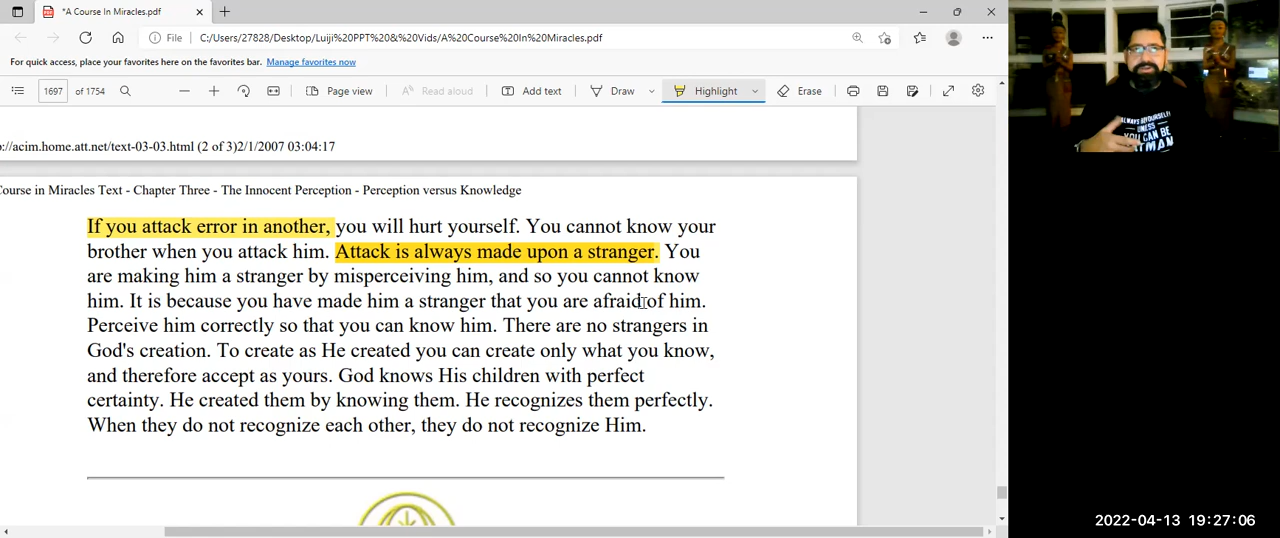 *A Course In Miracles.pdf
File C:/Users/27828/Desktop/Luiji%20PPT%20&%20Vids/A%20Course%20In%20Miracles.pdf
For quick access, place your favorites here on the favorites bar. Manage favorites now
1697 of 1754 Page view Read aloud Add text Draw Highlight Erase
ALWAYS BE YOURSELF
UNLESS
YOU CAN BE
://acim.home.att.net/text-03-03.html (2 of 3)2/1/2007 03:04:17
Course in Miracles Text - Chapter Three - The Innocent Perception - Perception versus Knowledge
If you attack error in another, you will hurt yourself. You cannot know your
brother when you attack him. Attack is always made upon a stranger. You
are making him a stranger by misperceiving him, and so you cannot know
him. It is because you have made him a stranger that you are afraid of him.
Perceive him correctly so that you can know him. There are no strangers in
God's creation. To create as He created you can create only what you know,
and therefore accept as yours. God knows His children with perfect
certainty. He created them by knowing them. He recognizes them perfectly.
When they do not recognize each other, they do not recognize Him.
2022-04-13 19:27:06